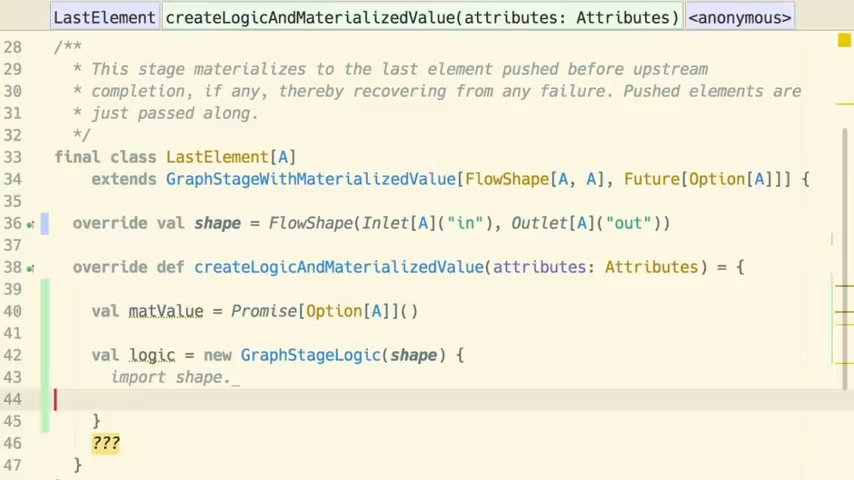 LastElement createLogicAndMaterializedValue(attributes: Attributes) <anonymous>
28 /**
29 * This stage materializes to the last element pushed before upstream
30 * completion, if any, thereby recovering from any failure. Pushed elements are
31 * just passed along.
32 */
33 final class LastElement[A]
34 extends GraphStageWithMaterializedValue[FlowShape[A, A], Future[Option[A]]] {
35
36 override val shape = FlowShape(Inlet[A]("in"), Outlet[A]("out"))
37
38 override def createLogicAndMaterializedValue(attributes: Attributes) = {
39
40 val matValue = Promise[Option[A]]()
41
42 val logic = new GraphStageLogic(shape) {
43 import shape._
44
45 }
46 ???
47 }